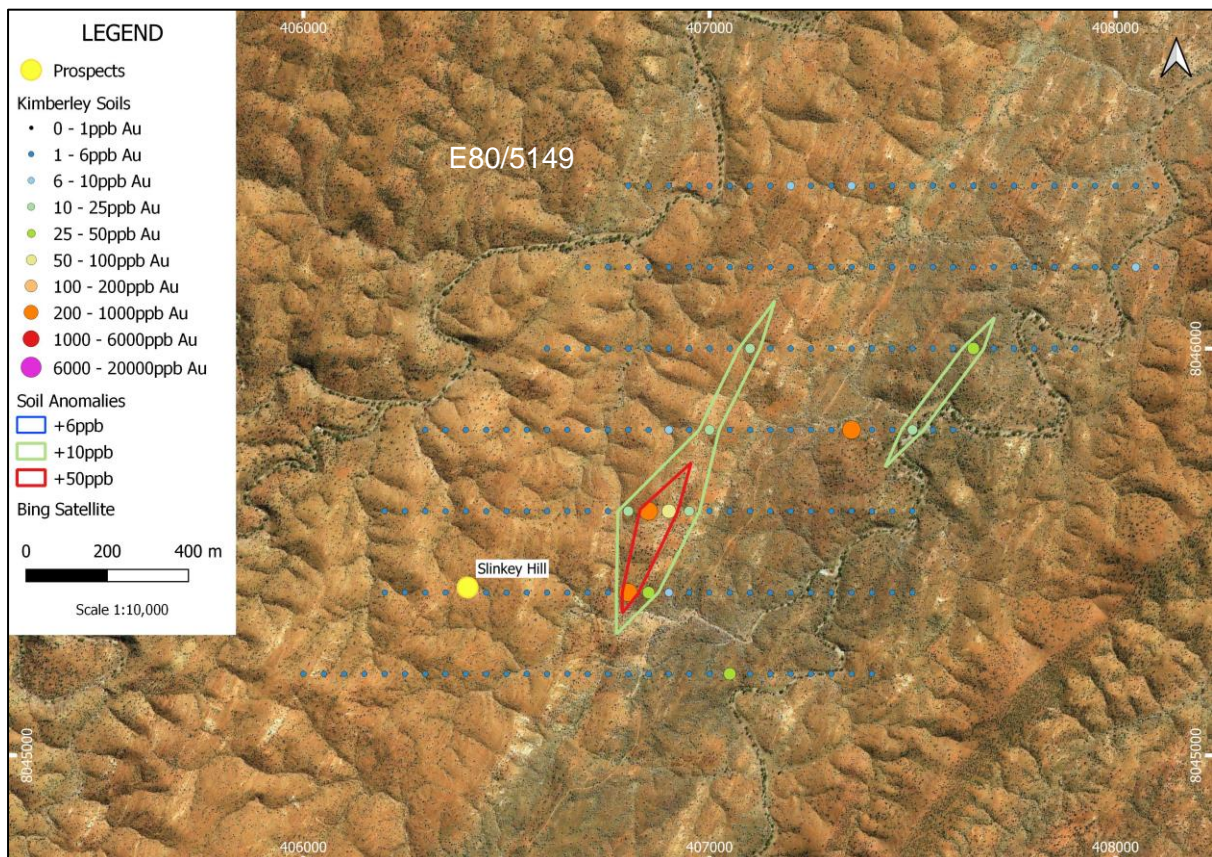 LEGEND
Prospects
Kimberley Soils
0 - 1ppb Au
1 - 6ppb Au
6 - 10ppb Au
10 - 25ppb Au
25 - 50ppb Au
50 - 100ppb Au
100 - 200ppb Au
200 - 1000ppb Au
1000 - 6000ppb Au
6000 - 20000ppb Au
Soil Anomalies
+6ppb
+10ppb
+50ppb
Bing Satellite
0 200 400 m
Scale 1:10,000
406000 407000 408000
E80/5149
8046000
Slinkey Hill
8045000 8045000
406000 407000 408000